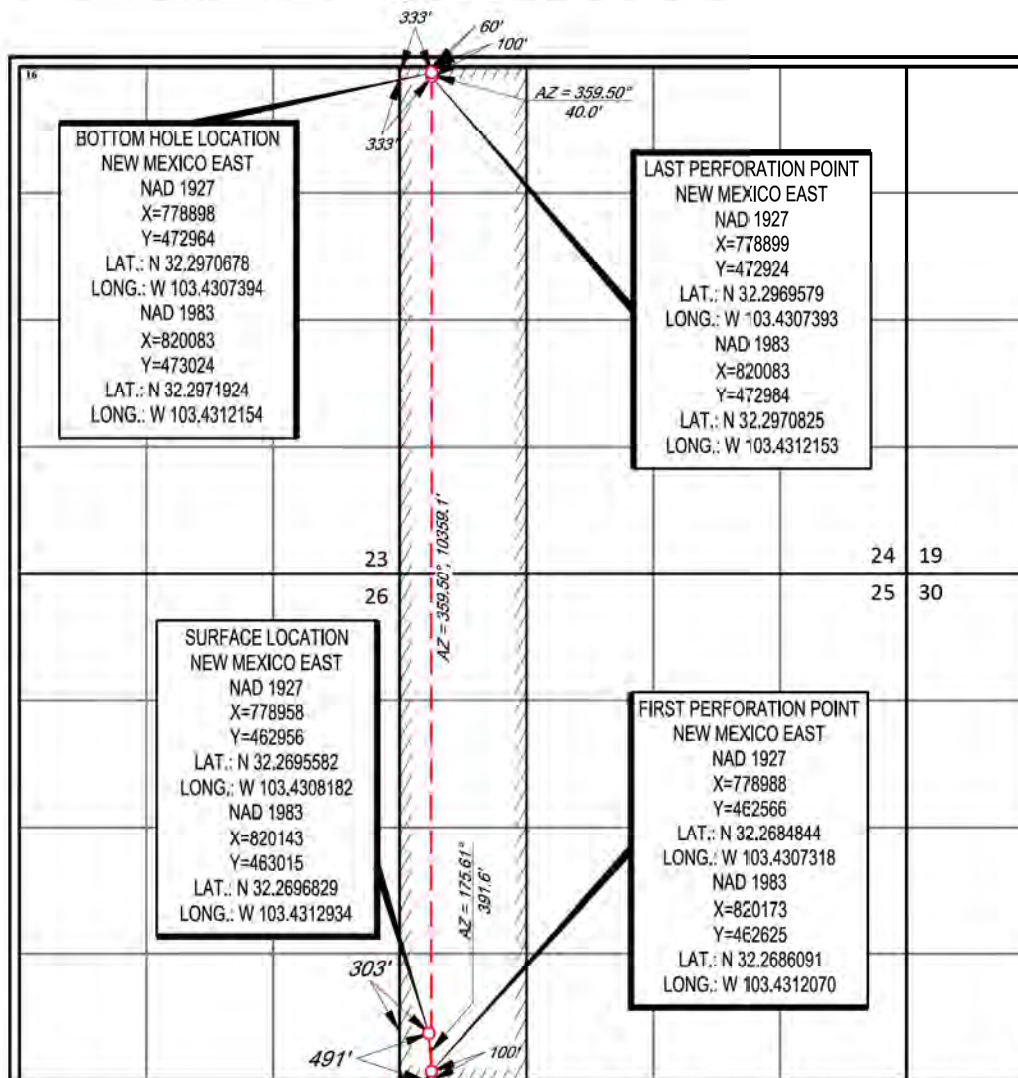 333'
60'
100'
16
AZ = 359.50°
40.0'
333'
BOTTOM HOLE LOCATION
NEW MEXICO EAST
NAD 1927
X=778898
Y=472964
LAT.: N 32.2970678
LONG.: W 103.4307394
NAD 1983
X=820083
Y=473024
LAT.: N 32.2971924
LONG.: W 103.4312154
LAST PERFORATION POINT
NEW MEXICO EAST
NAD 1927
X=778899
Y=472924
LAT.: N 32.2969579
LONG.: W 103.4307393
NAD 1983
X=820083
Y=472984
LAT.: N 32.2970825
LONG.: W 103.4312153
AZ = 359.50°, 10359.1'
23
24 19
26
25 30
SURFACE LOCATION
NEW MEXICO EAST
NAD 1927
X=778958
Y=462956
LAT.: N 32.2695582
LONG.: W 103.4308182
NAD 1983
X=820143
Y=463015
LAT.: N 32.2696829
LONG.: W 103.4312934
FIRST PERFORATION POINT
NEW MEXICO EAST
NAD 1927
X=778988
Y=462566
LAT.: N 32.2684844
LONG.: W 103.4307318
NAD 1983
X=820173
Y=462625
LAT.: N 32.2686091
LONG.: W 103.4312070
AZ = 175.61°
391.6'
303'
491'
100'